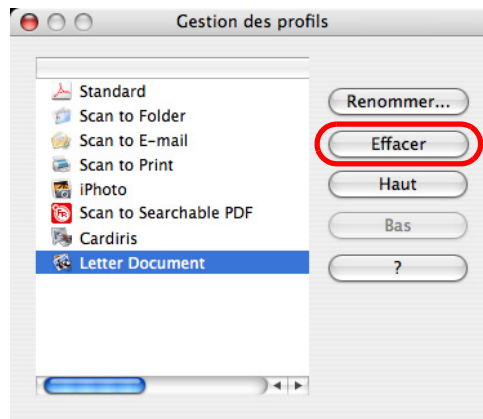 Gestion des profils
Standard
Scan to Folder
Scan to E-mail
Scan to Print
iPhoto
Scan to Searchable PDF
Cardiris
Letter Document
Renommer...
Effacer
Haut
Bas
?